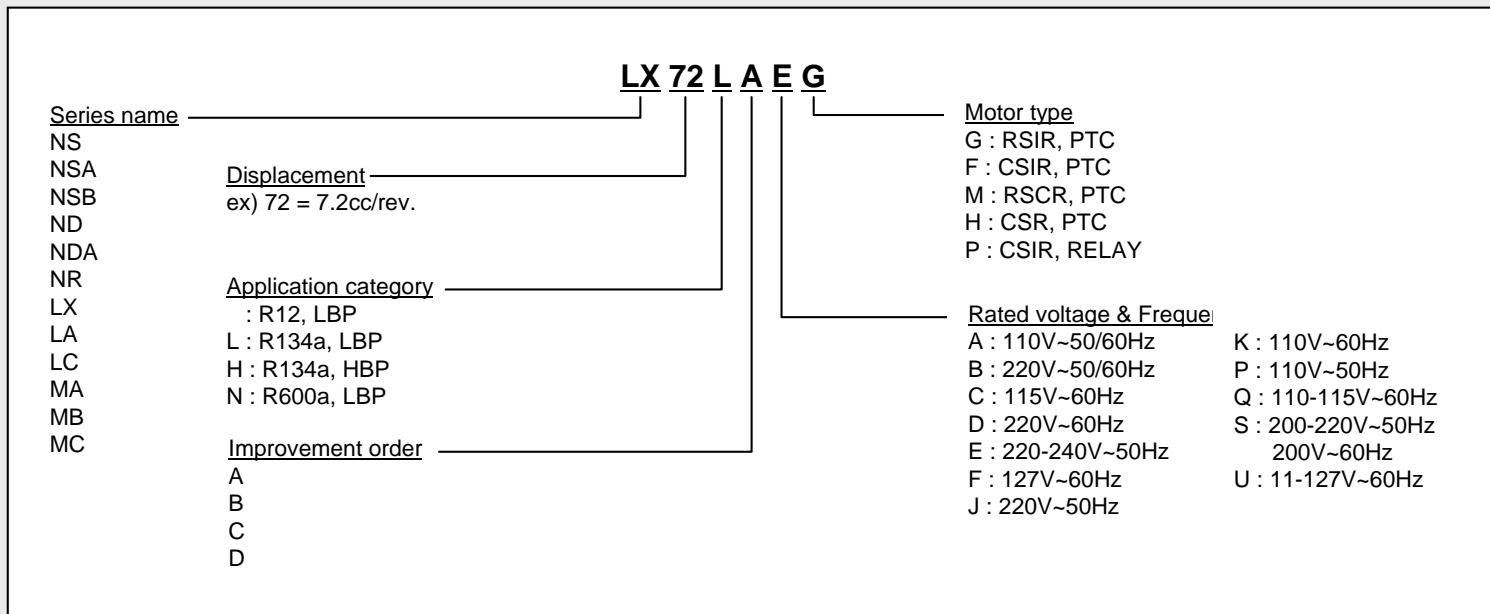 LX 72 L A E G
Series name
NS
NSA
NSB
ND
NDA
NR
LX
LA
LC
MA
MB
MC
Displacement
ex) 72 = 7.2cc/rev.
Application category
: R12, LBP
L : R134a, LBP
H : R134a, HBP
N : R600a, LBP
Improvement order
A
B
C
D
Motor type
G : RSIR, PTC
F : CSIR, PTC
M : RSCR, PTC
H : CSR, PTC
P : CSIR, RELAY
Rated voltage & Freque
A : 110V~50/60Hz
B : 220V~50/60Hz
C : 115V~60Hz
D : 220V~60Hz
E : 220-240V~50Hz
F : 127V~60Hz
J : 220V~50Hz
K : 110V~60Hz
P : 110V~50Hz
Q : 110-115V~60Hz
S : 200-220V~50Hz
200V~60Hz
U : 11-127V~60Hz